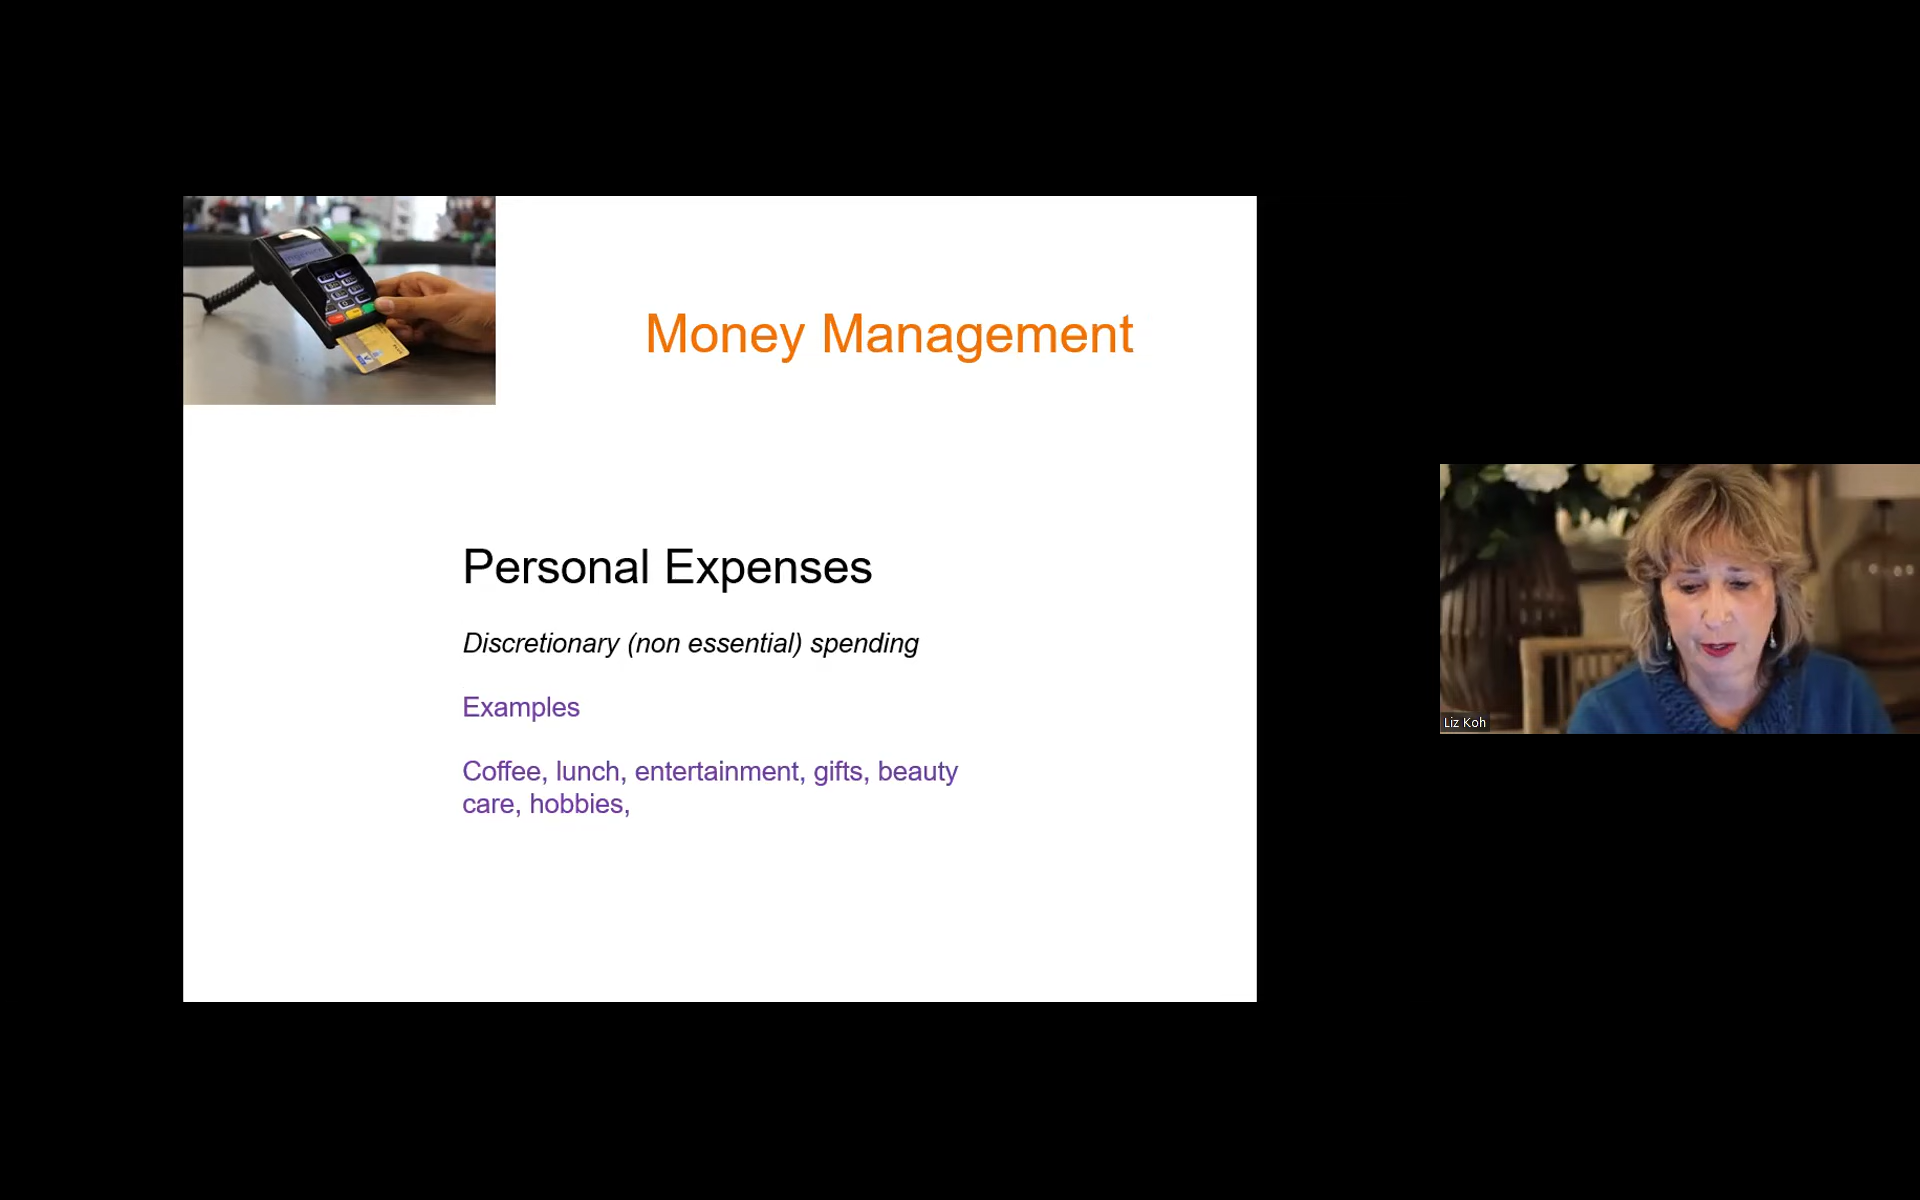 Money Management
Personal Expenses
Discretionary (non essential) spending
Examples
Coffee, lunch, entertainment, gifts, beauty
care, hobbies,
Liz Koh